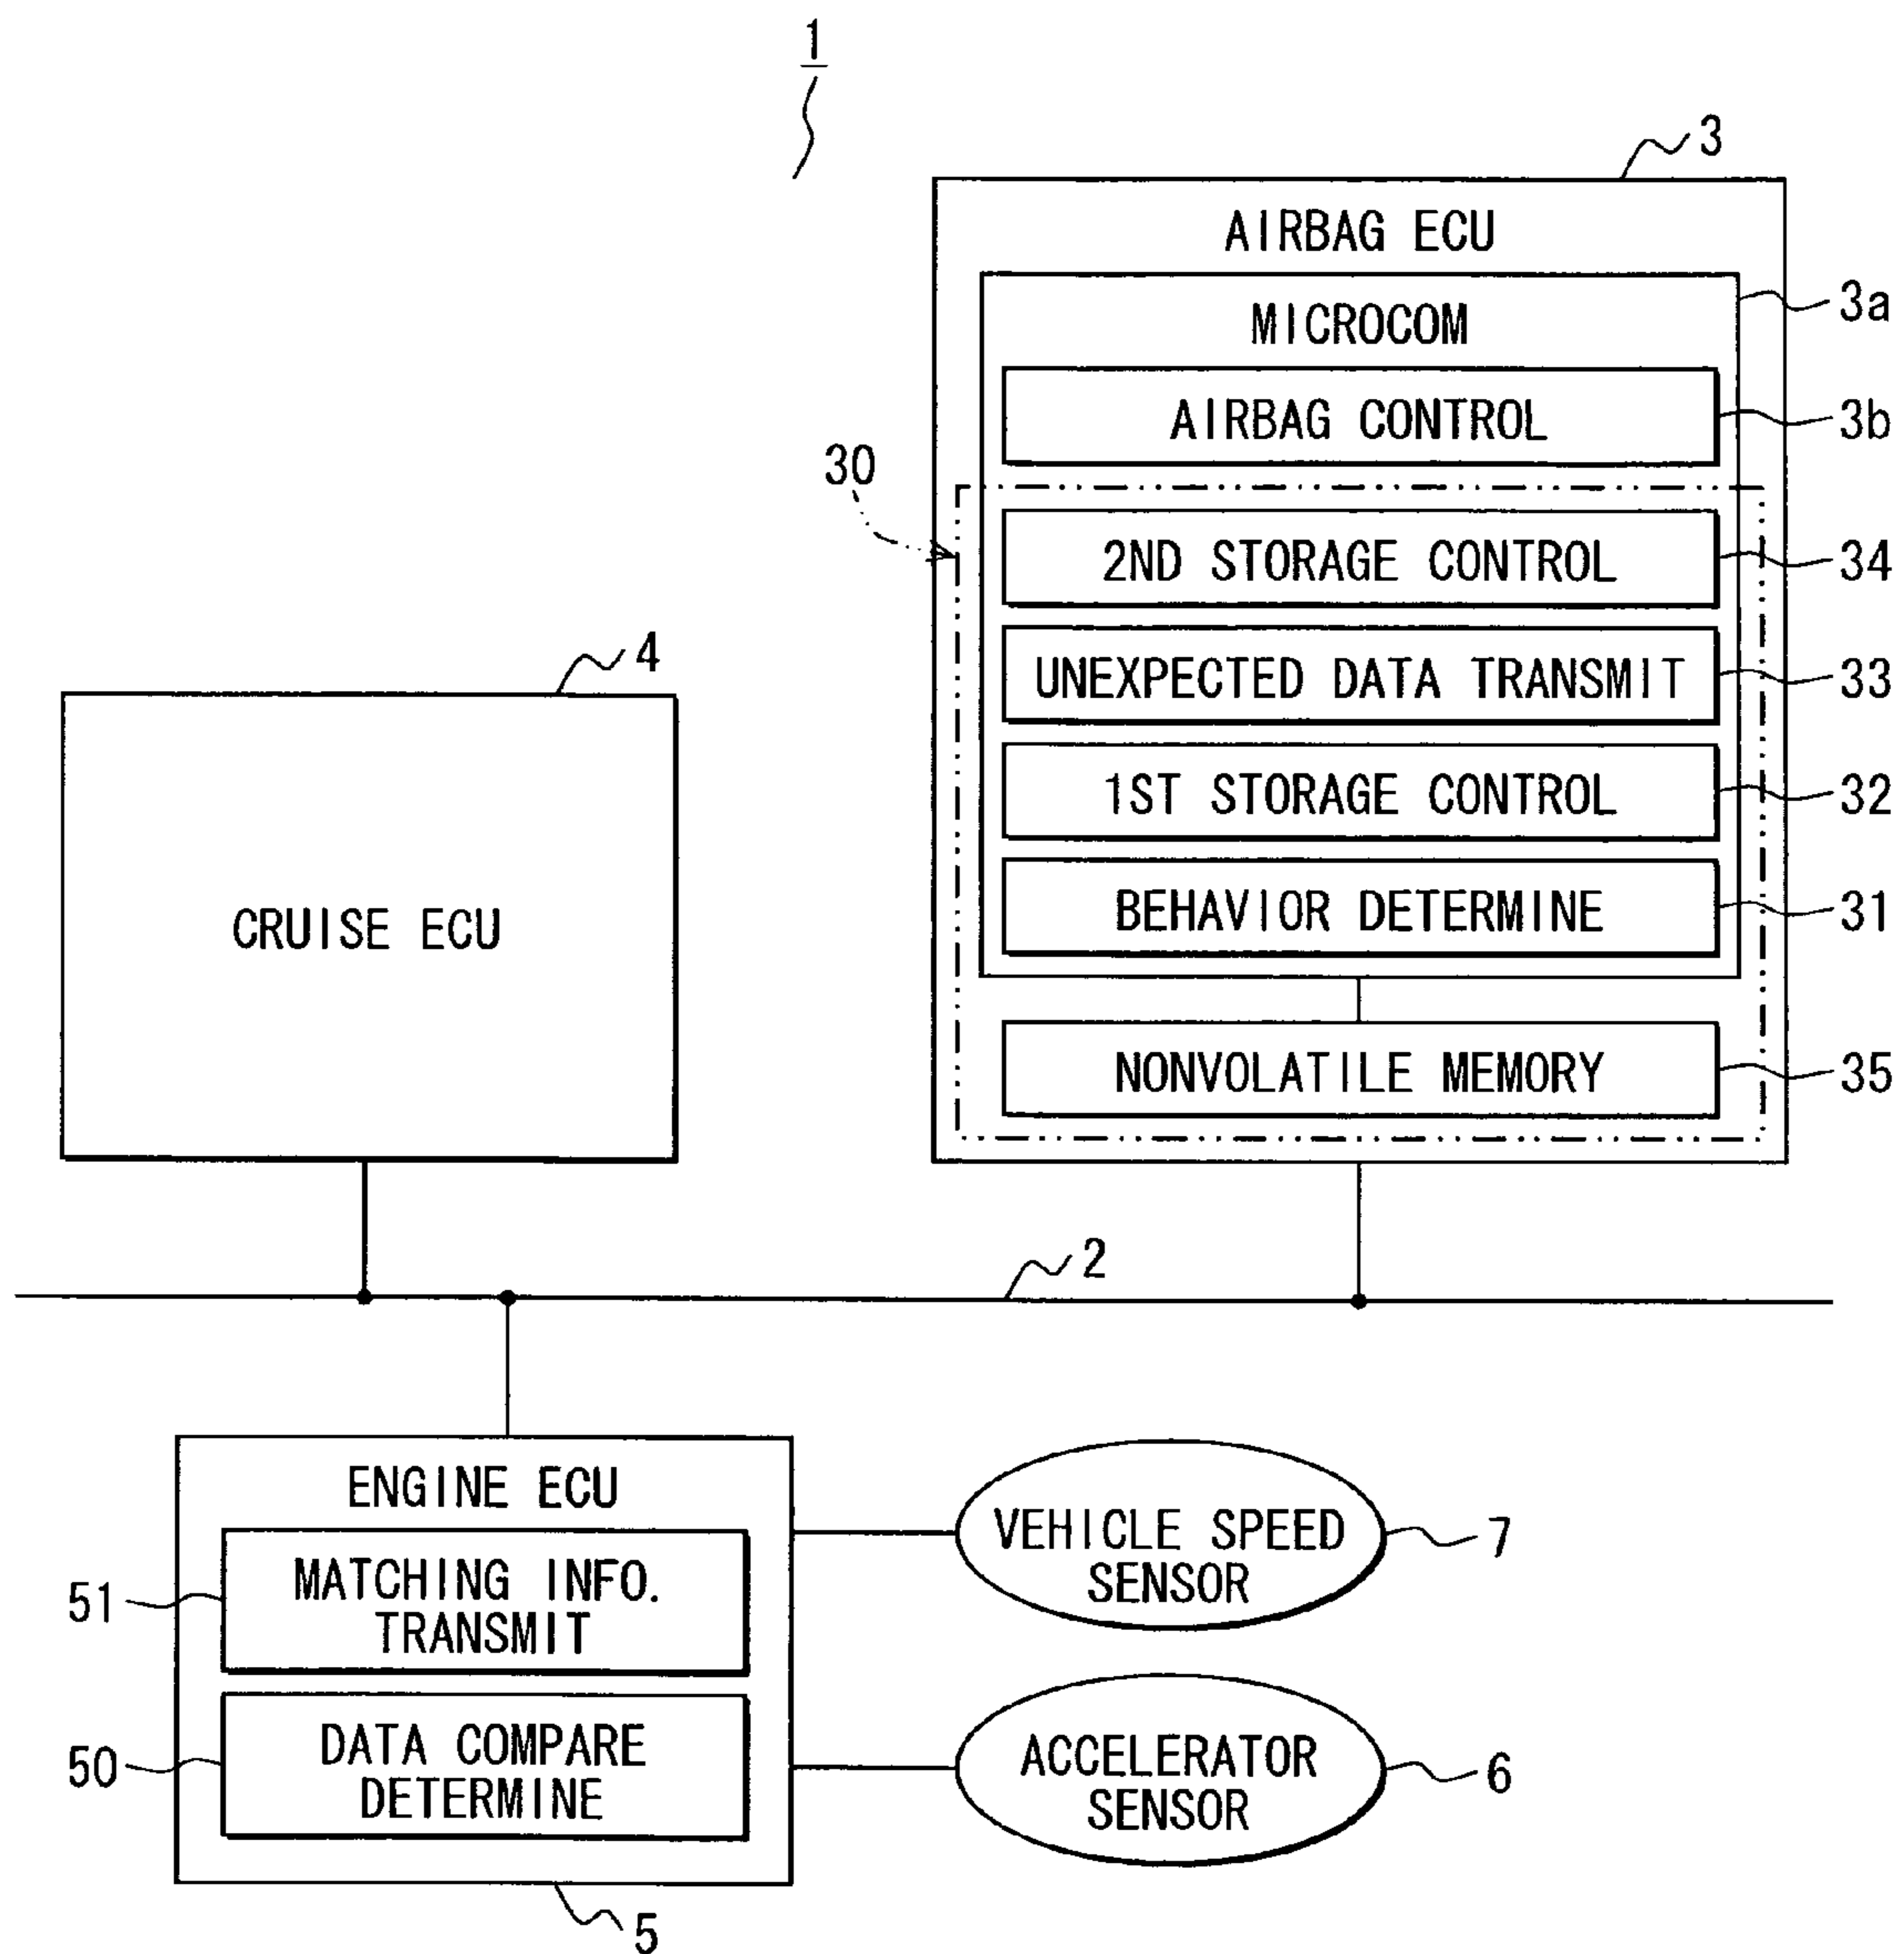 1
3
AIRBAG ECU
3a
MICROCOM
AIRBAG CONTROL
3b
30
2ND STORAGE CONTROL
34
UNEXPECTED DATA TRANSMIT
33
1ST STORAGE CONTROL
32
BEHAVIOR DETERMINE
31
NONVOLATILE MEMORY
35
4
CRUISE ECU
2
ENGINE ECU
MATCHING INFO.
TRANSMIT
51
DATA COMPARE
DETERMINE
50
5
VEHICLE SPEED
SENSOR
7
ACCELERATOR
SENSOR
6